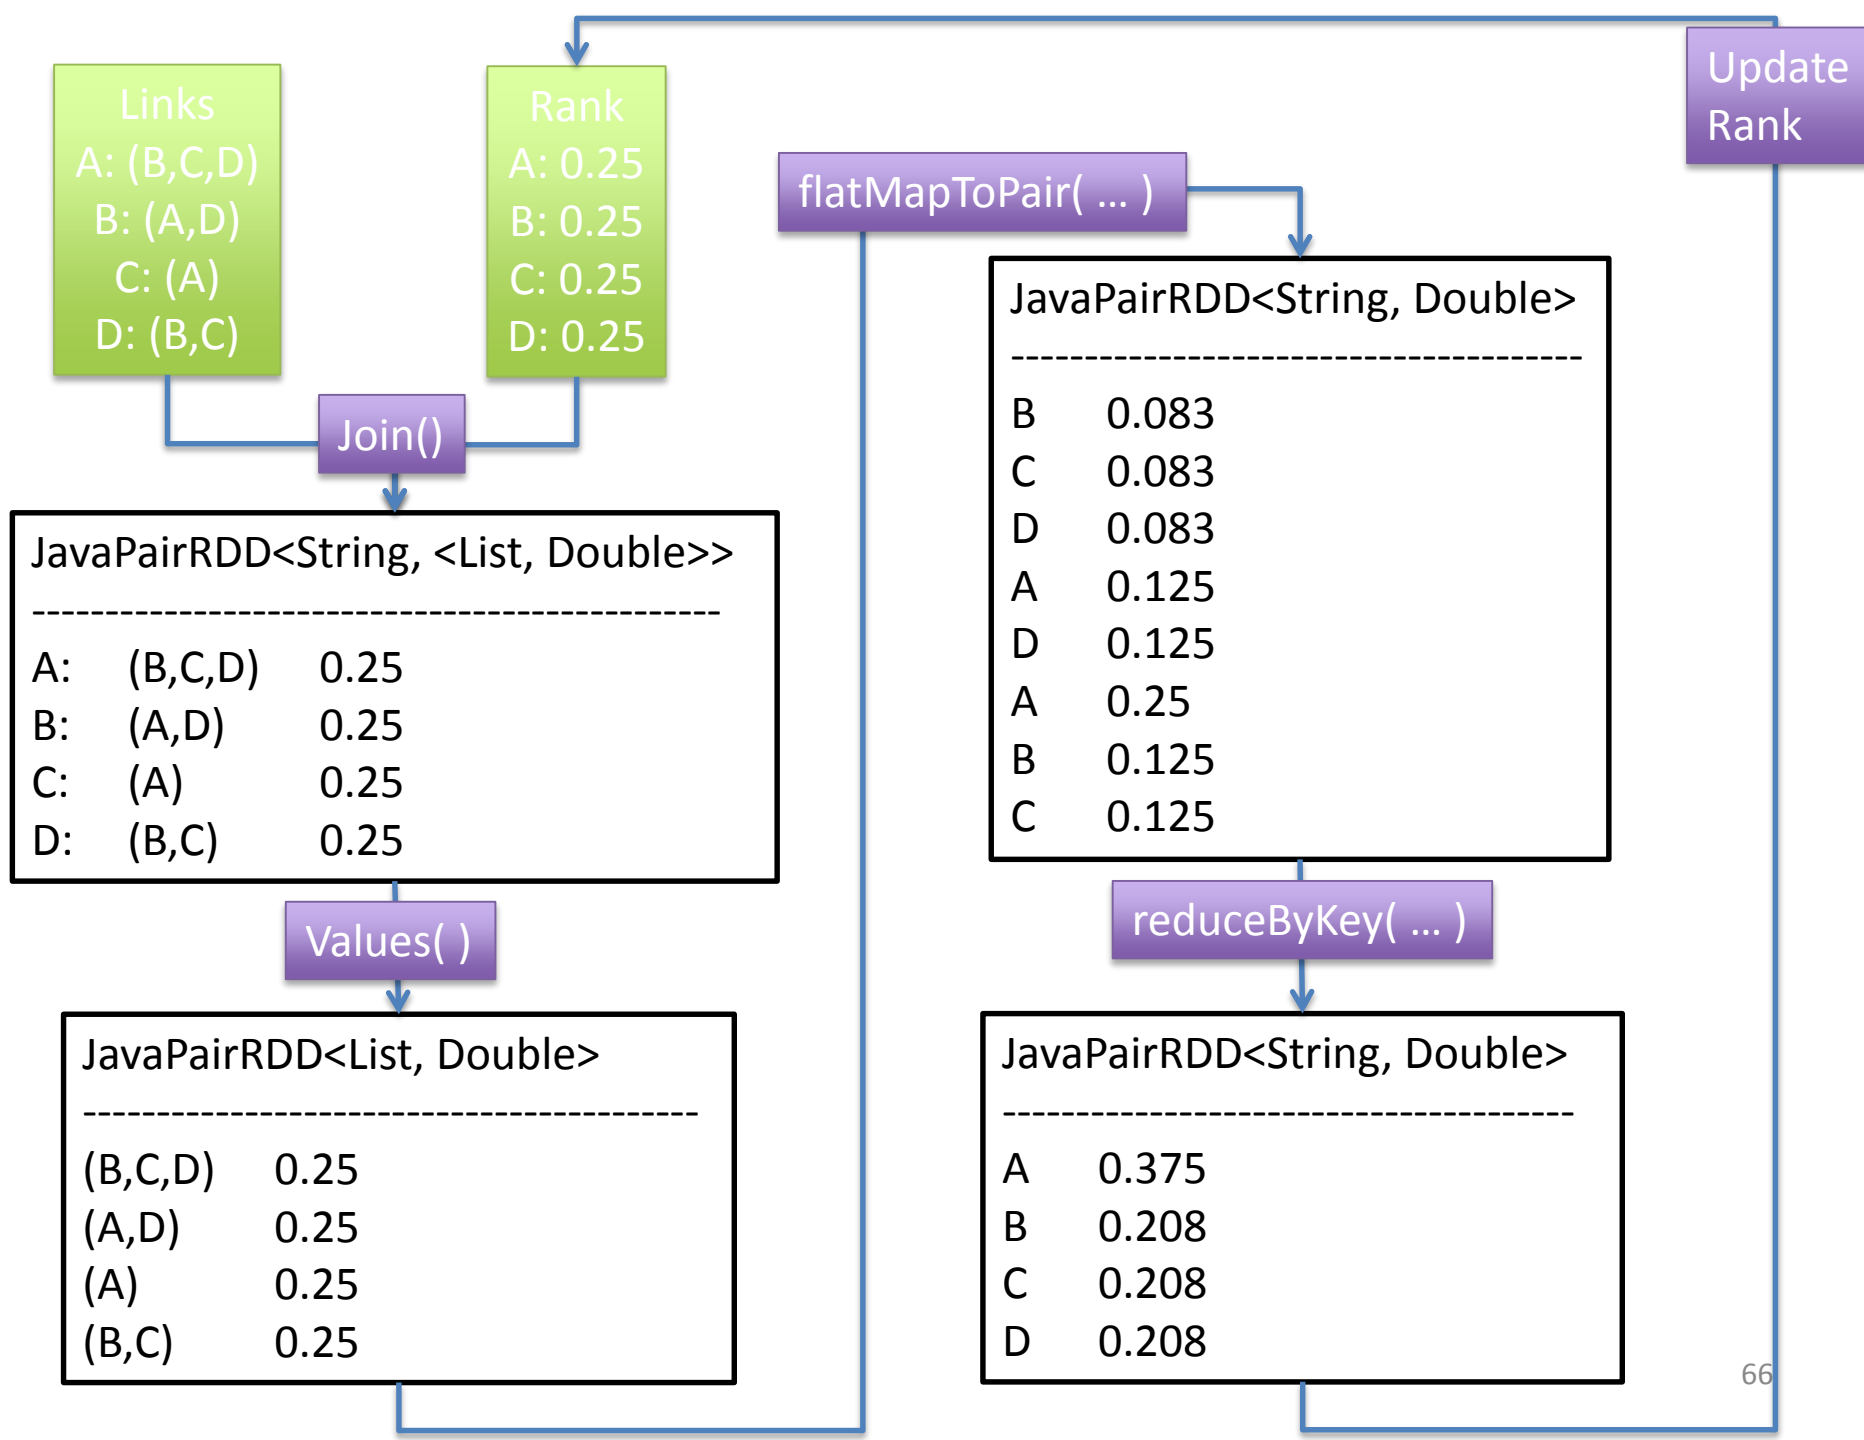 Links
A: (B,C,D)
B: (A,D)
C: (A)
D: (B,C)
Rank
A: 0.25
B: 0.25
C: 0.25
D: 0.25
Join()
JavaPairRDD<String, <List, Double>>
-----------------------------------------------
A: (B,C,D) 0.25
B: (A,D) 0.25
C: (A) 0.25
D: (B,C) 0.25
Values( )
JavaPairRDD<List, Double>
------------------------------------------
(B,C,D) 0.25
(A,D) 0.25
(A) 0.25
(B,C) 0.25
flatMapToPair( ... )
JavaPairRDD<String, Double>
---------------------------------------
B 0.083
C 0.083
D 0.083
A 0.125
D 0.125
A 0.25
B 0.125
C 0.125
reduceByKey( ... )
JavaPairRDD<String, Double>
---------------------------------------
A 0.375
B 0.208
C 0.208
D 0.208
Update
Rank
66